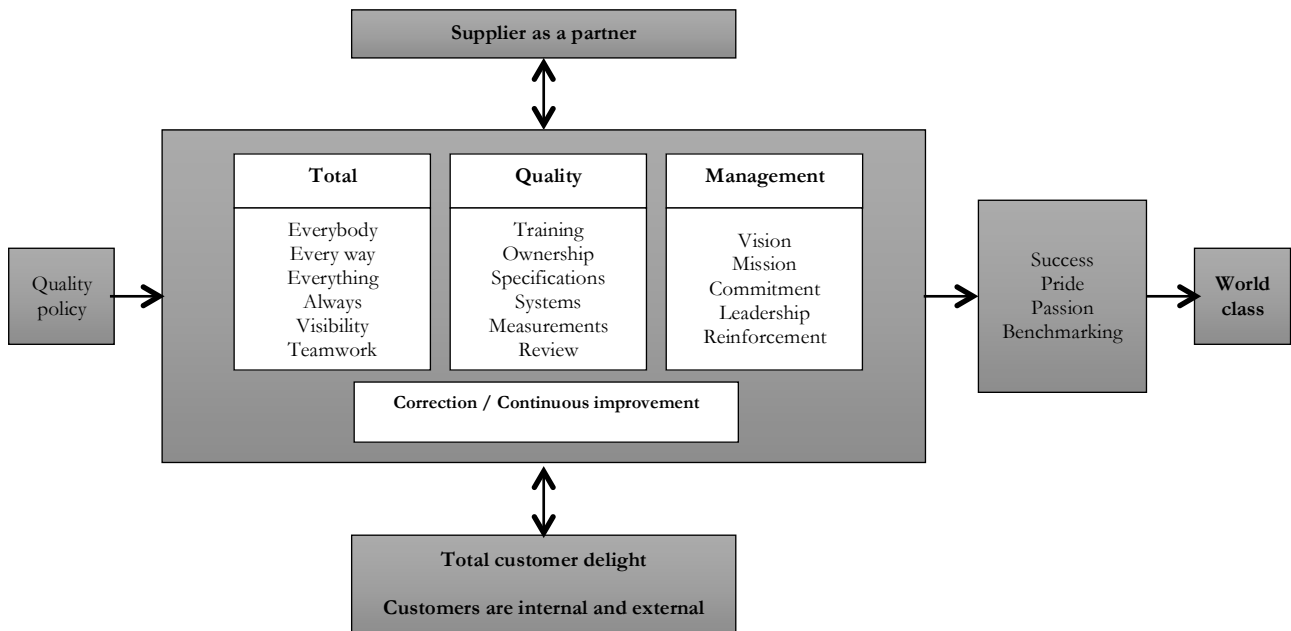 Supplier as a partner
Total
Everybody
Every way
Everything
Always
Visibility
Teamwork
Quality
Training
Ownership
Specifications
Systems
Measurements
Review
Management
Vision
Mission
Commitment
Leadership
Reinforcement
Quality
policy
Success
Pride
Passion
Benchmarking
World
class
Correction / Continuous improvement
Total customer delight
Customers are internal and external